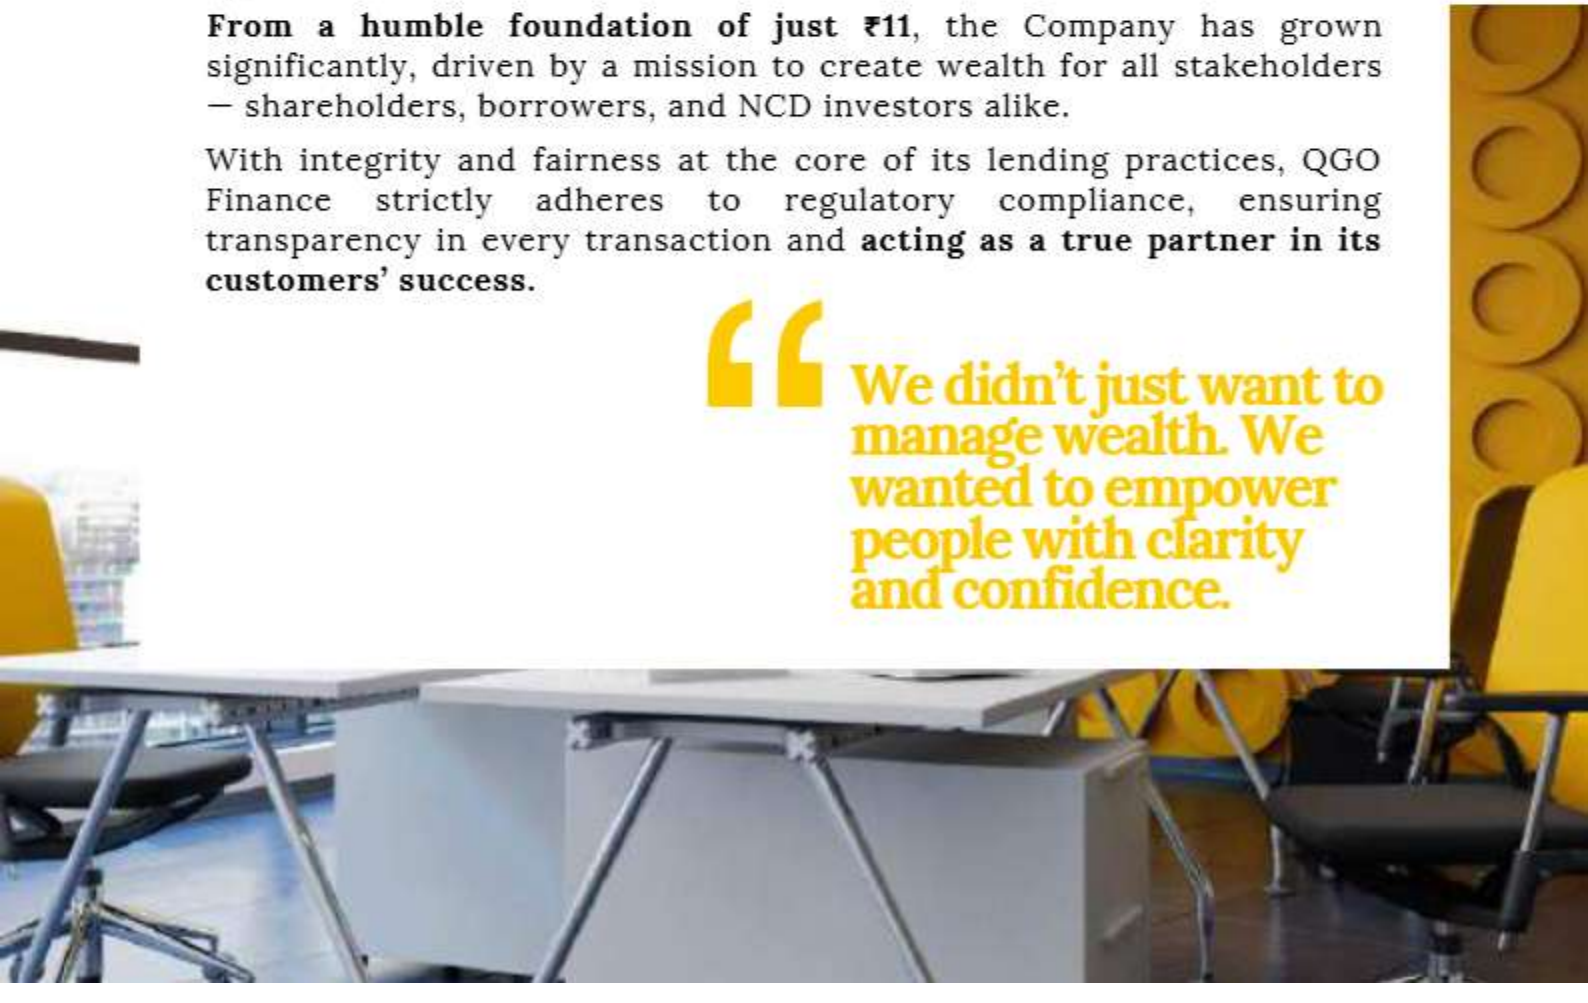 From a humble foundation of just ₹11, the Company has grown
significantly, driven by a mission to create wealth for all stakeholders
— shareholders, borrowers, and NCD investors alike.
With integrity and fairness at the core of its lending practices, QGO
Finance strictly adheres to regulatory compliance, ensuring
transparency in every transaction and acting as a true partner in its
customers’ success.
“ We didn’t just want to
manage wealth. We
wanted to empower
people with clarity
and confidence.